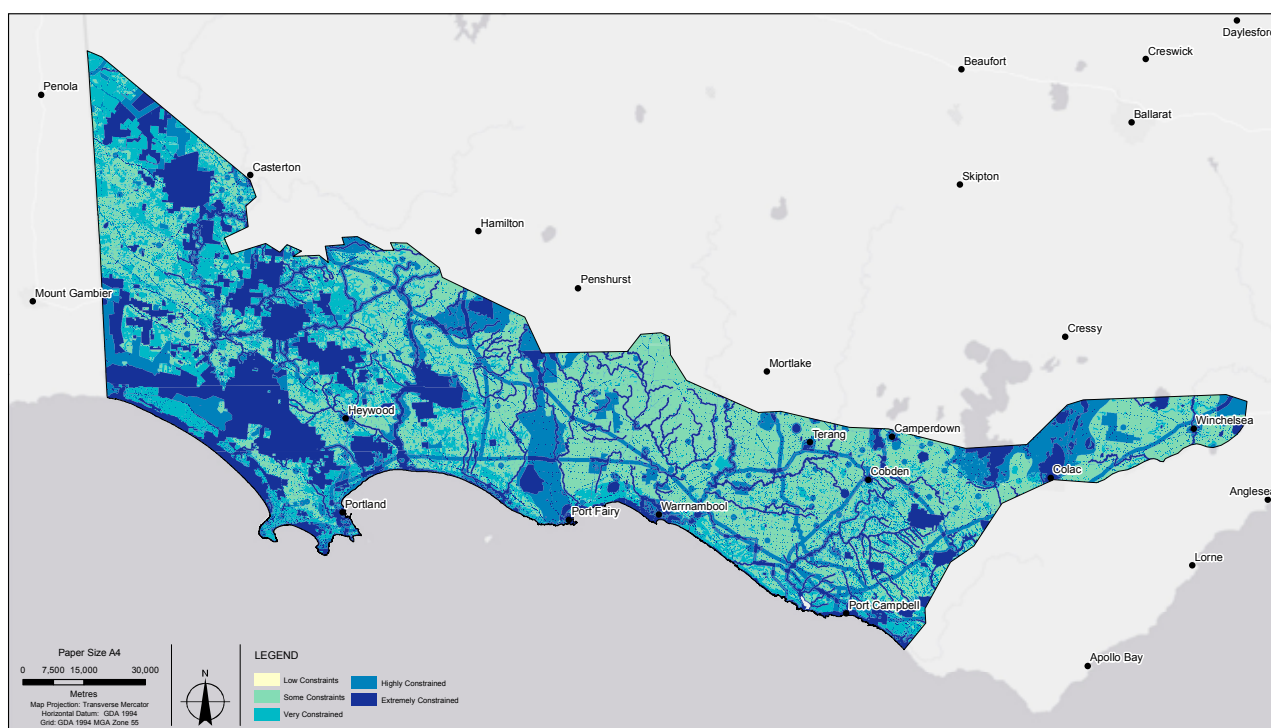 Daylesford
Creswick
Beaufort
Penola
Ballarat
Casterton
Skipton
Hamilton
Penshurst
Mount Gambier
Cressy
Mortlake
Heywood
Winchelsea
Terang
Camperdown
Cobden
Colac
Anglesea
Portland
Port Fairy
Warrnambool
Lorne
Port Campbell
Apollo Bay
Paper Size A4
0 7,500 15,000 30,000
Metres
Map Projection: Transverse Mercator
Horizontal Datum: GDA 1994
Grid: GDA 1994 MGA Zone 55
N
LEGEND
Low Constraints
Some Constraints
Very Constrained
Highly Constrained
Extremely Constrained